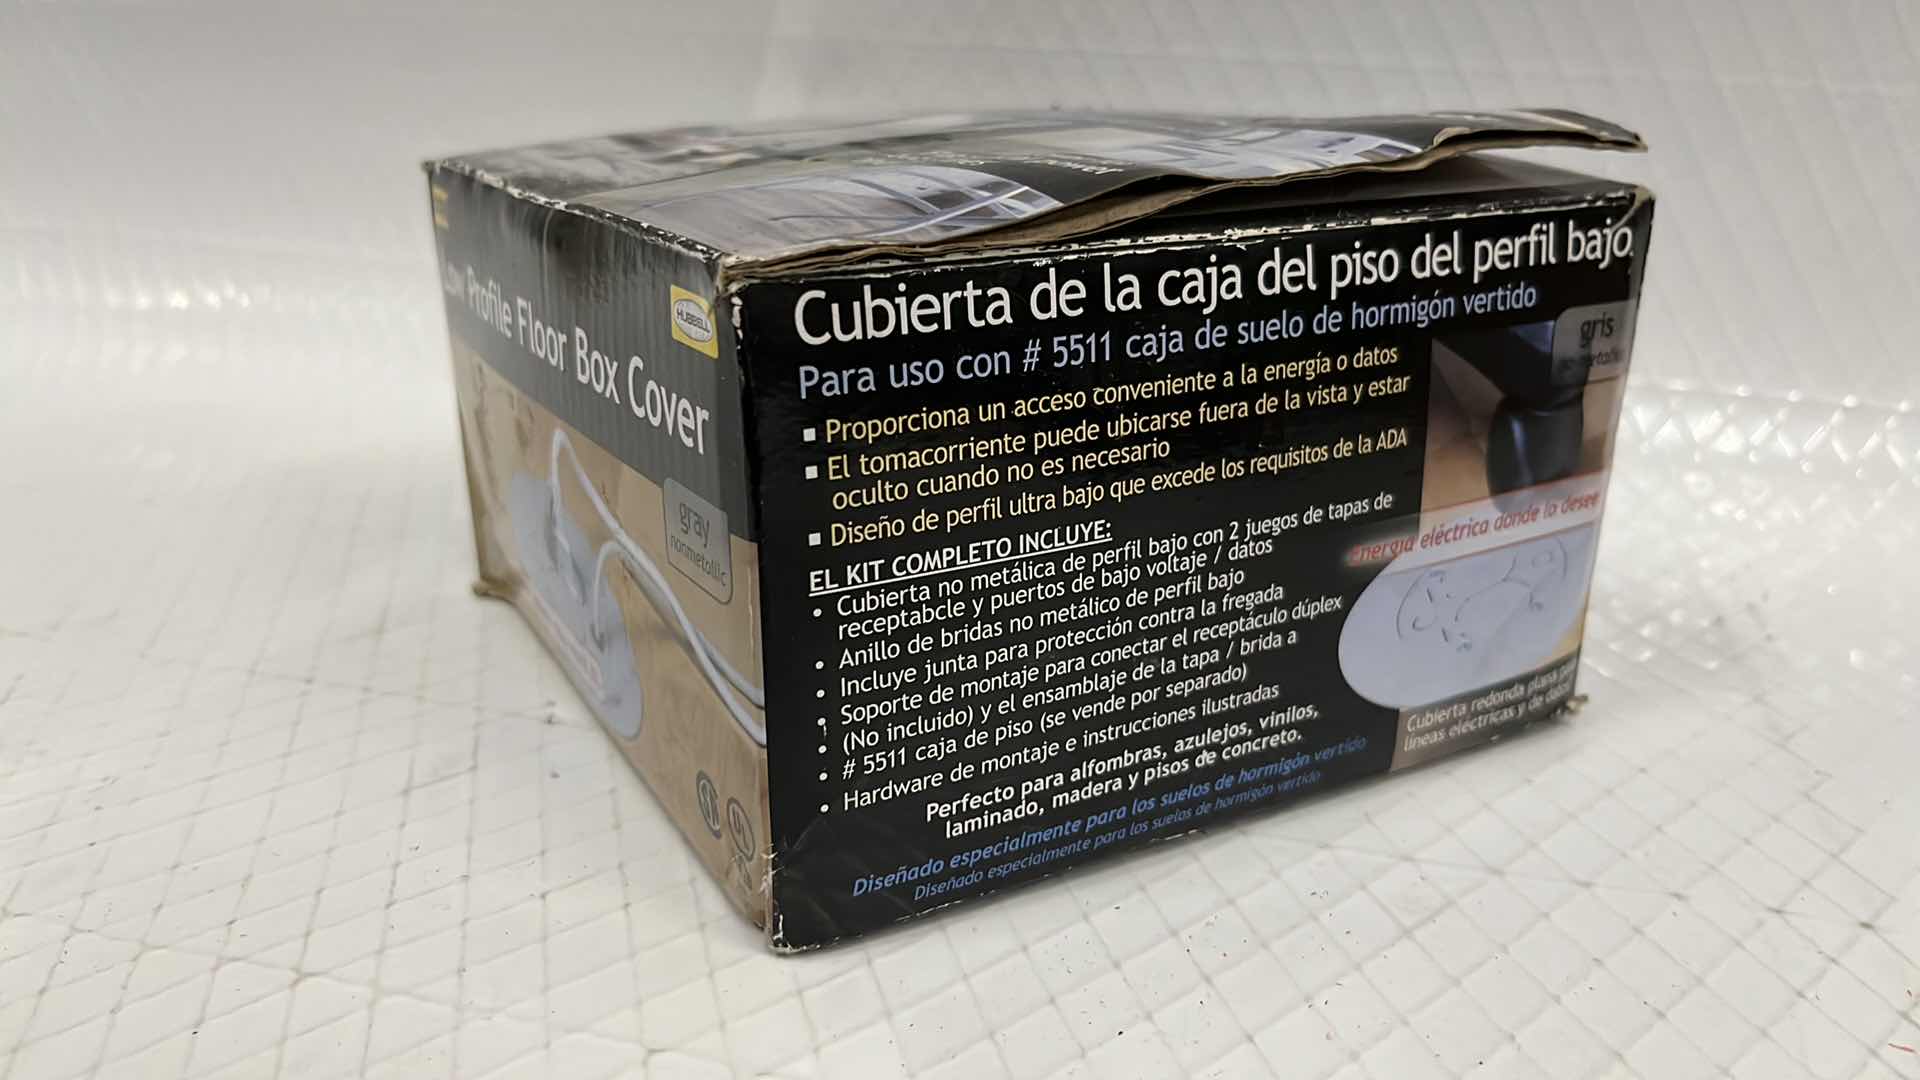 Low Profile Floor Box Cover
HUBBELL
gray
nonmetallic
UL
power
Cubierta de la caja del piso del perfil bajo
Para uso con # 5511 caja de suelo de hormigón vertido
gris
▪ Proporciona un acceso conveniente a la energía o datos
▪ El tomacorriente puede ubicarse fuera de la vista y estar
oculto cuando no es necesario
▪ Diseño de perfil ultra bajo que excede los requisitos de la ADA
EL KIT COMPLETO INCLUYE:
• Cubierta no metálica de perfil bajo con 2 juegos de tapas de
receptabcle y puertos de bajo voltaje / datos
• Anillo de bridas no metálico de perfil bajo
• Incluye junta para protección contra la fregada
• Soporte de montaje para conectar el receptáculo dúplex
• (No incluido) y el ensamblaje de la tapa / brida a
• # 5511 caja de piso (se vende por separado)
• Hardware de montaje e instrucciones ilustradas
Perfecto para alfombras, azulejos, vinilos,
laminado, madera y pisos de concreto.
Diseñado especialmente para los suelos de hormigón vertido
Diseñado especialmente para los suelos de hormigón vertido
Energía eléctrica donde lo desee
Cubierta redonda plana
líneas eléctricas y de datos